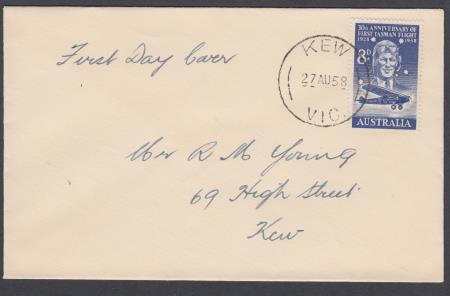 30th ANNIVERSARY OF
FIRST TASMAN FLIGHT
1928 1958
8D
AUSTRALIA
KEW
27 AU 58
VIC.
First Day Cover
Mrs R M Young
69 High Street
Kew